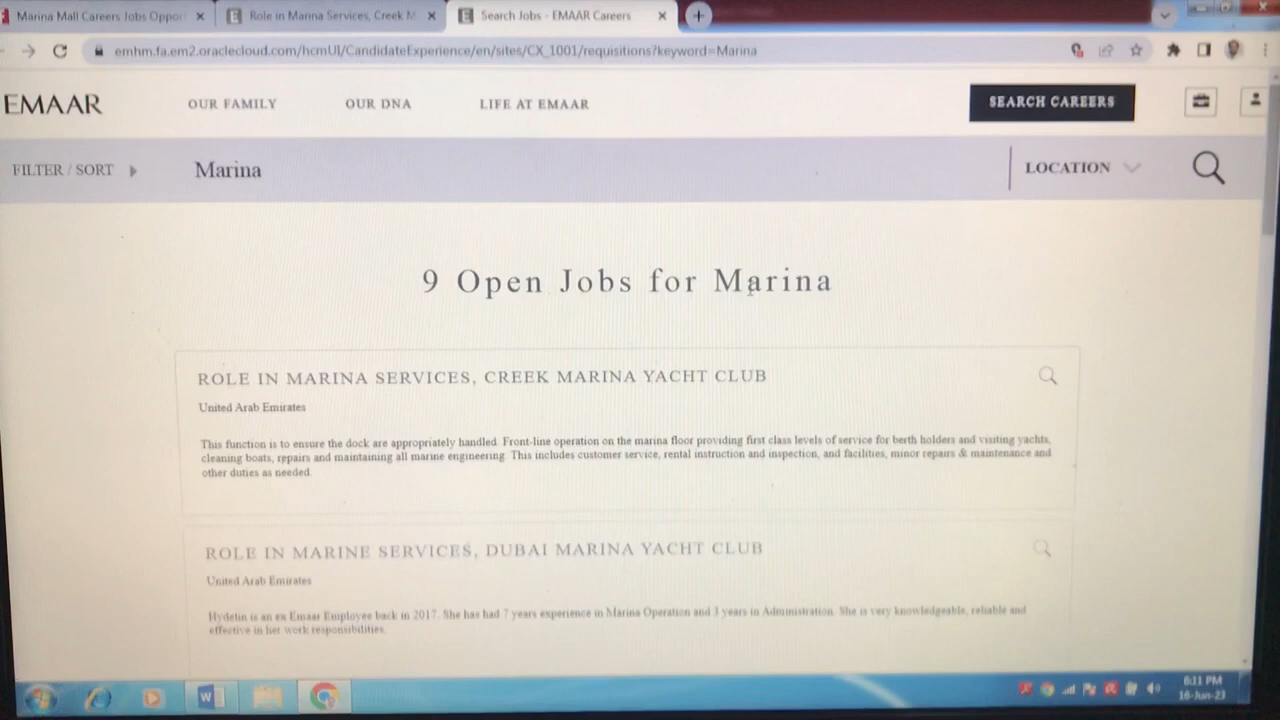 Marina Mall Careers Jobs Opport
Role in Marina Services, Creek M
Search Jobs - EMAAR Careers
emhm.fa.em2.oraclecloud.com/hcmUI/CandidateExperience/en/sites/CX_1001/requisitions?keyword=Marina
EMAAR
OUR FAMILY
OUR DNA
LIFE AT EMAAR
SEARCH CAREERS
FILTER / SORT
Marina
LOCATION
9 Open Jobs for Marina
ROLE IN MARINA SERVICES, CREEK MARINA YACHT CLUB
United Arab Emirates
This function is to ensure the dock are appropriately handled. Front-line operation on the marina floor providing first class levels of service for berth holders and visiting yachts,
cleaning boats, repairs and maintaining all marine engineering. This includes customer service, rental instruction and inspection, and facilities, minor repairs & maintenance and
other duties as needed.
ROLE IN MARINE SERVICES, DUBAI MARINA YACHT CLUB
United Arab Emirates
Hydetin is an ex Emaar Employee back in 2017. She has had 7 years experience in Marina Operation and 3 years in Administration. She is very knowledgeable, reliable and
effective in her work responsibilities.
W
6:11 PM
16-Jun-23